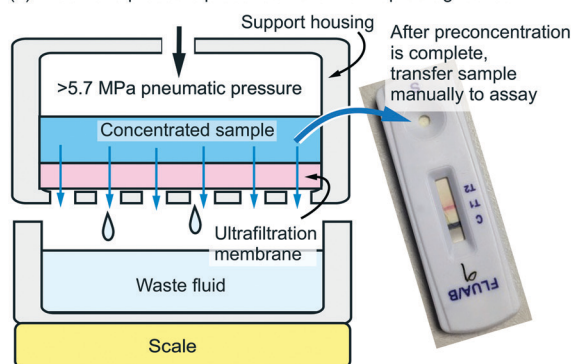 Support housing
After preconcentration
is complete,
transfer sample
manually to assay
>5.7 MPa pneumatic pressure
Concentrated sample
Ultrafiltration
membrane
Waste fluid
Scale
S
T2
T1
C
FLUA/B